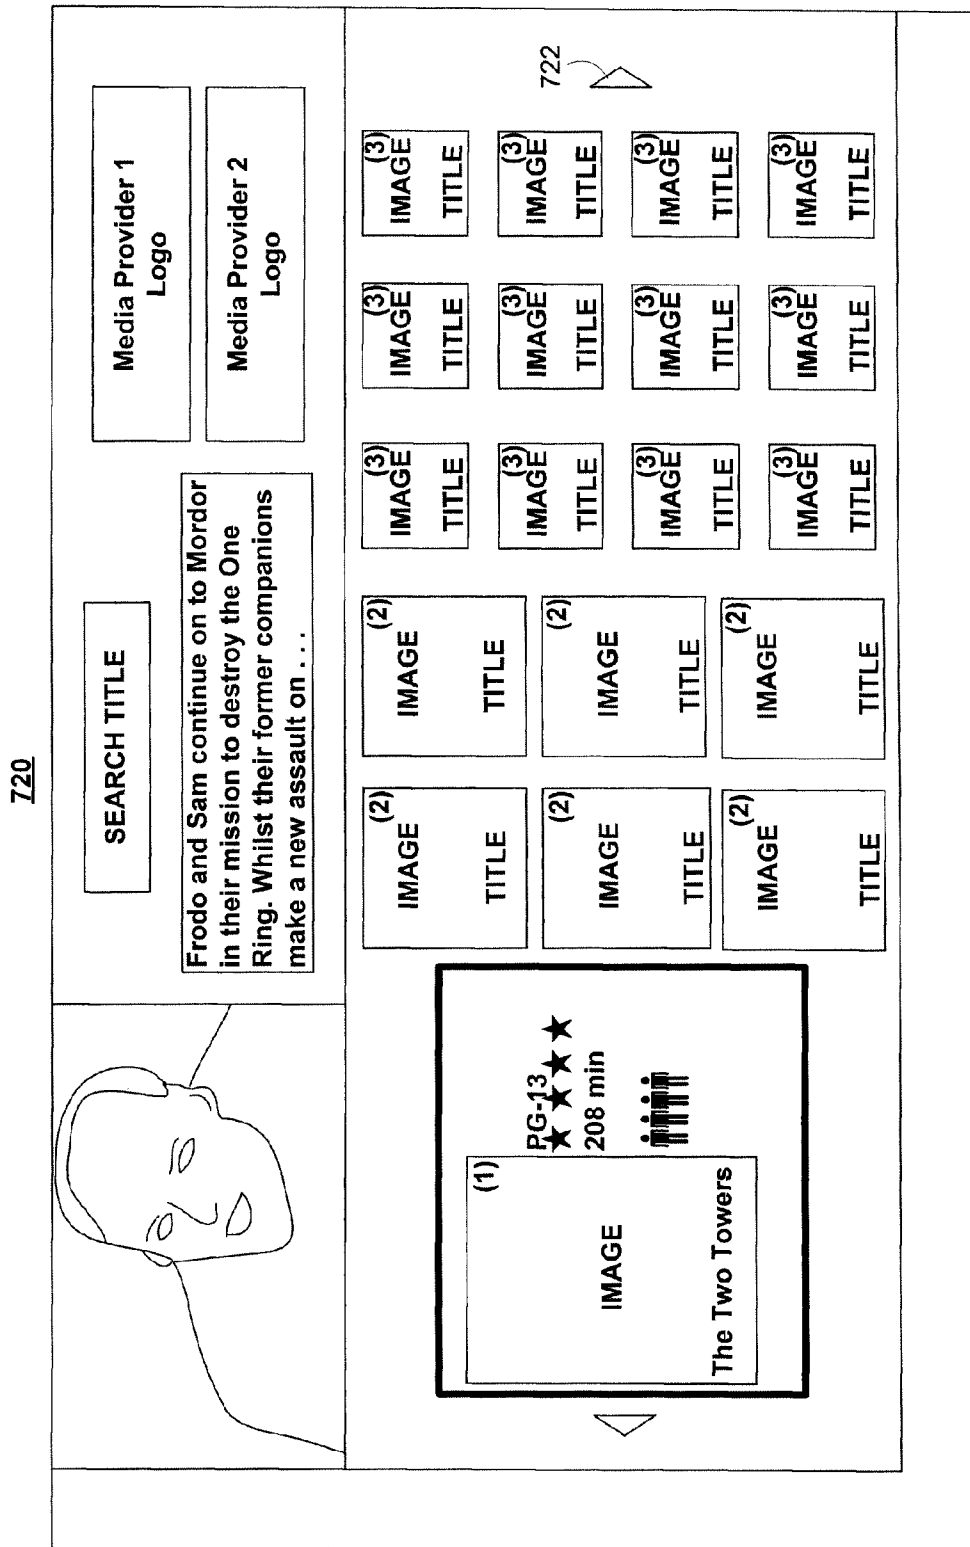 720
SEARCH TITLE
Frodo and Sam continue on to Mordor
in their mission to destroy the One
Ring. Whilst their former companions
make a new assault on . . .
Media Provider 1
Logo
Media Provider 2
Logo
(1)
IMAGE
The Two Towers
PG-13
208 min
(2)
IMAGE
TITLE
(2)
IMAGE
TITLE
(2)
IMAGE
TITLE
(2)
IMAGE
TITLE
(2)
IMAGE
TITLE
(2)
IMAGE
TITLE
(3)
IMAGE
TITLE
(3)
IMAGE
TITLE
(3)
IMAGE
TITLE
(3)
IMAGE
TITLE
(3)
IMAGE
TITLE
(3)
IMAGE
TITLE
(3)
IMAGE
TITLE
(3)
IMAGE
TITLE
(3)
IMAGE
TITLE
(3)
IMAGE
TITLE
(3)
IMAGE
TITLE
(3)
IMAGE
TITLE
722